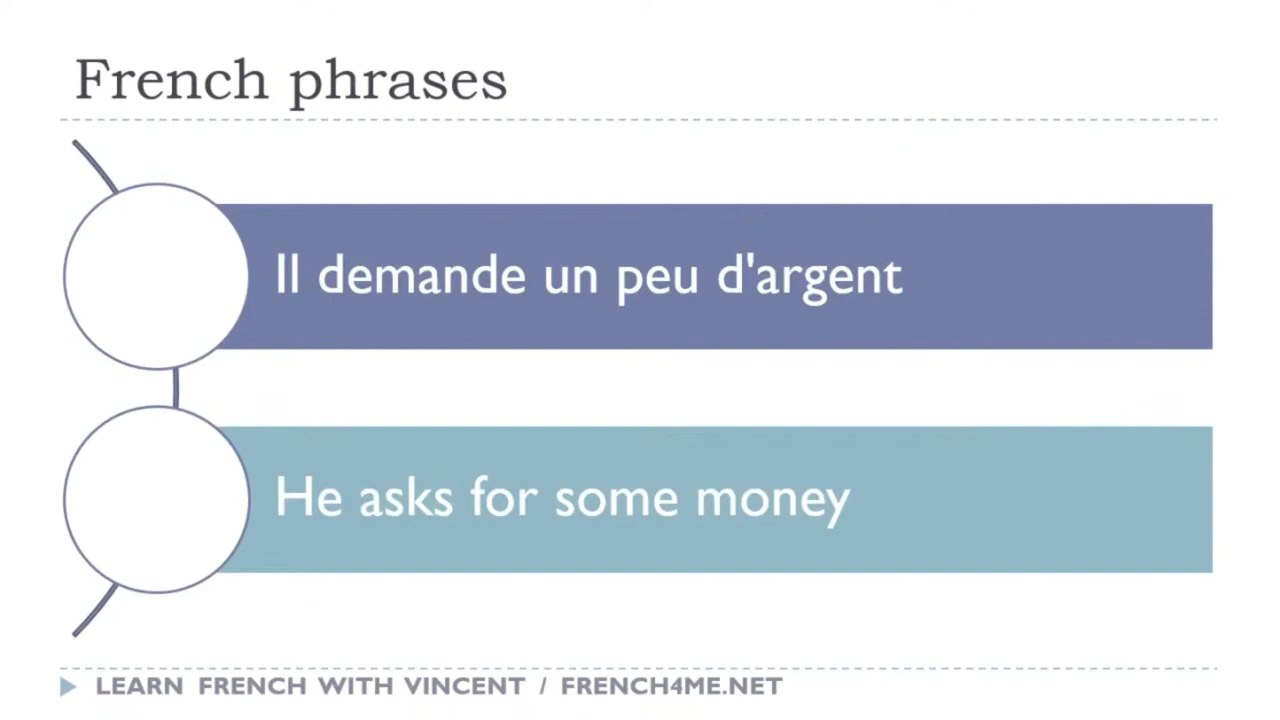 French phrases
Il demande un peu d'argent
He asks for some money
LEARN FRENCH WITH VINCENT / FRENCH4ME.NET